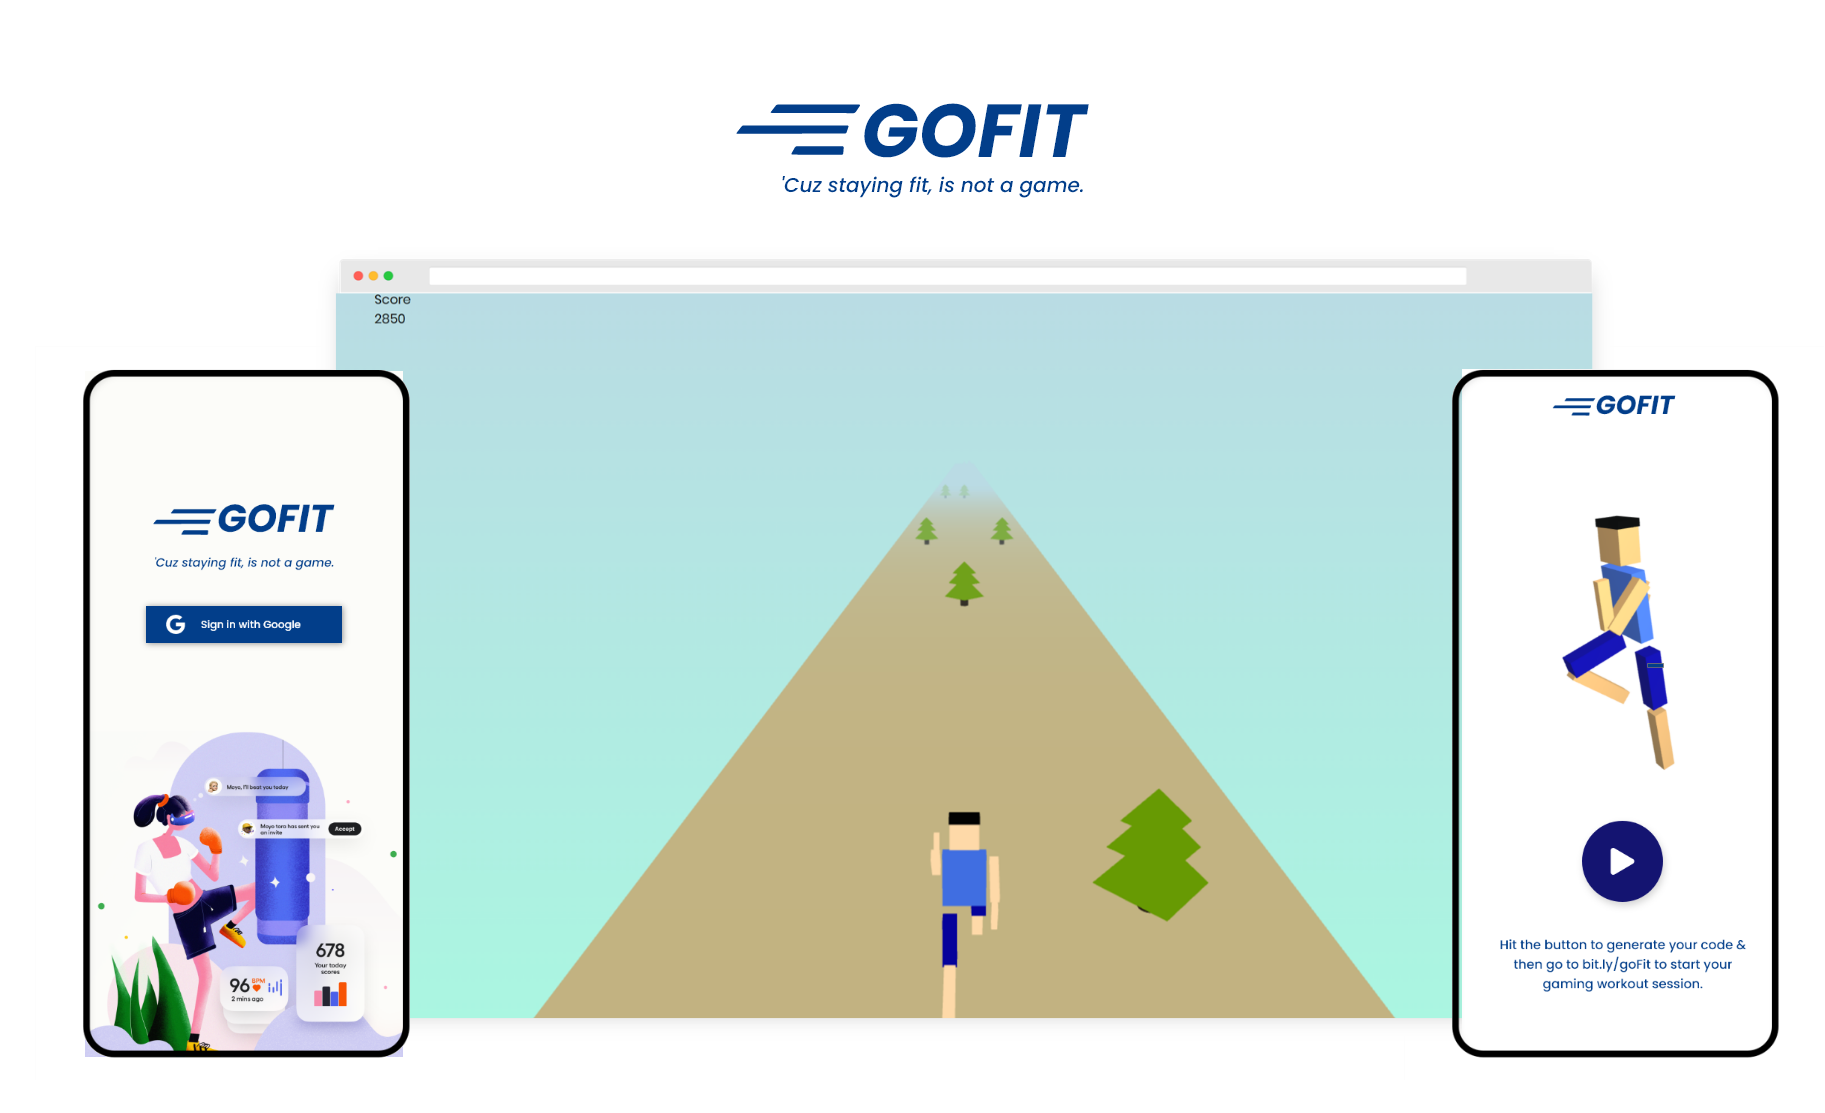 GOFIT
'Cuz staying fit, is not a game.
Score
2850
GOFIT
'Cuz staying fit, is not a game.
G Sign in with Google
Maya, I'll beat you today
Maya toro has sent you
an invite
Accept
678
Your today
scores
96 BPM
2 mins ago
GOFIT
Hit the button to generate your code &
then go to bit.ly/goFit to start your
gaming workout session.